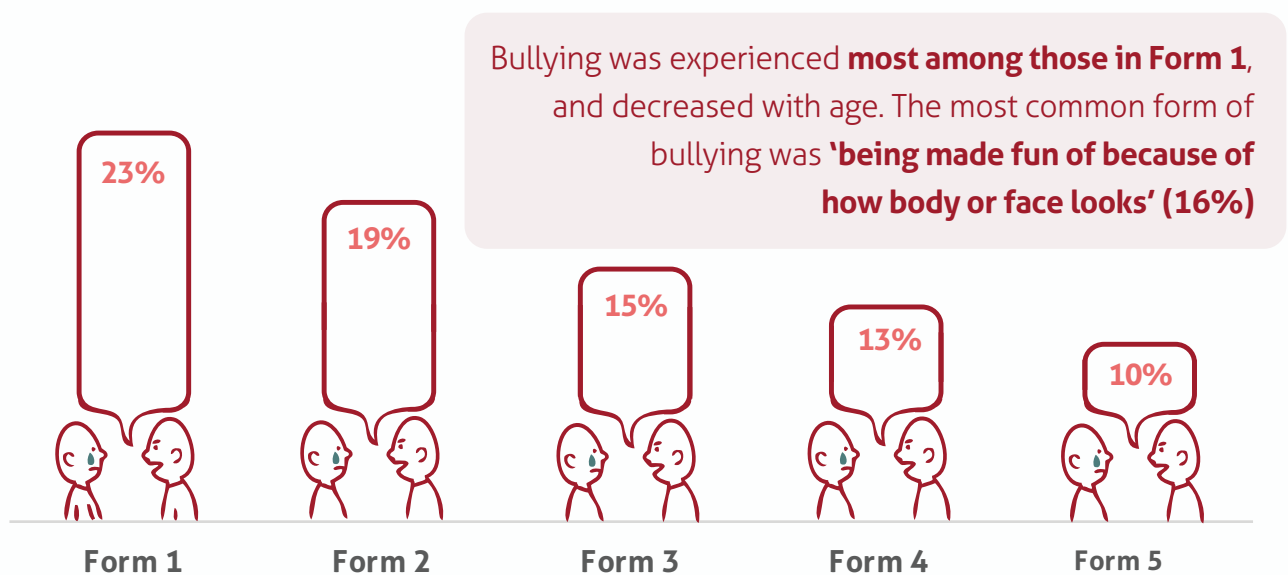 Bullying was experienced most among those in Form 1,
and decreased with age. The most common form of
bullying was ‘being made fun of because of
how body or face looks’ (16%)
23%
19%
15%
13%
10%
Form 1
Form 2
Form 3
Form 4
Form 5